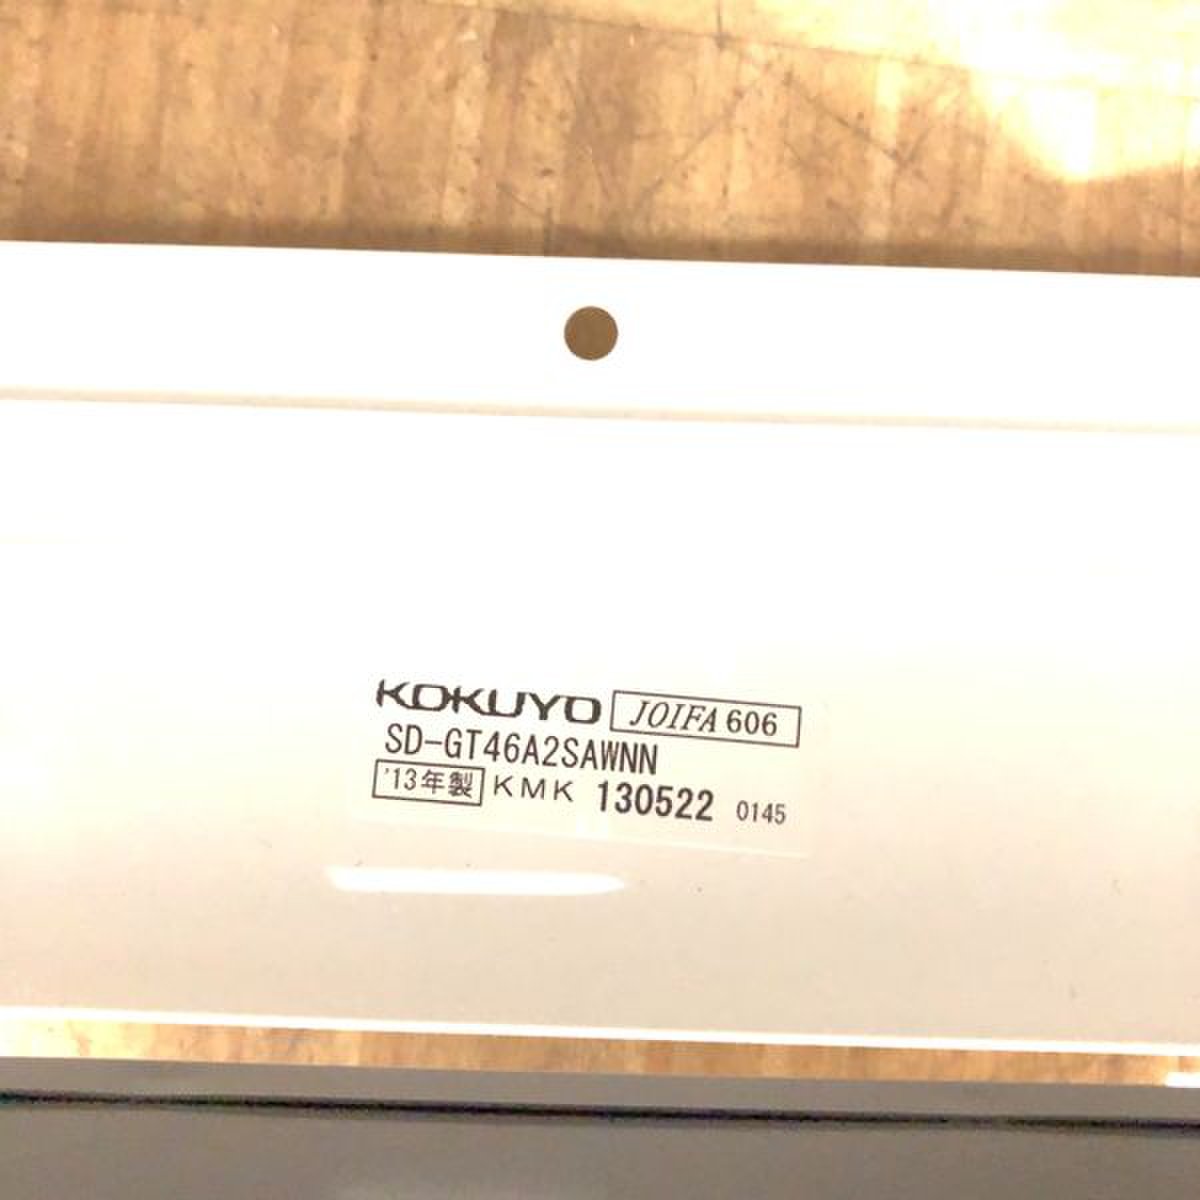 KOKUYO JOIFA 606
SD-GT46A2SAWNN
'13年製 KMK 130522 0145